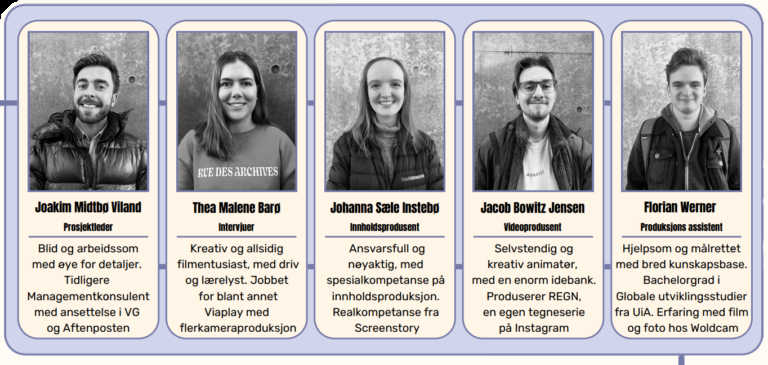 RUE DES ARCHIVES
Joakim Midtbø Viland
Prosjektleder
Blid og arbeidssom
med øye for detaljer.
Tidligere
Managementkonsulent
med ansettelse i VG
og Aftenposten
Thea Malene Barø
Intervjuer
Kreativ og allsidig
filmentusiast, med driv
og lærelyst. Jobbet
for blant annet
Viaplay med
flerkameraproduksjon
Johanna Sæle Instebø
Innholdsprodusent
Ansvarsfull og
nøyaktig, med
spesialkompetanse på
innholdsproduksjon.
Realkompetanse fra
Screenstory
Jacob Bowitz Jensen
Videoprodusent
Selvstendig og
kreativ animatør,
med en enorm idebank.
Produserer REGN,
en egen tegneserie
på Instagram
Florian Werner
Produksjons assistent
Hjelpsom og målrettet
med bred kunskapsbase.
Bachelorgrad i
Globale utviklingsstudier
fra UiA. Erfaring med film
og foto hos Woldcam